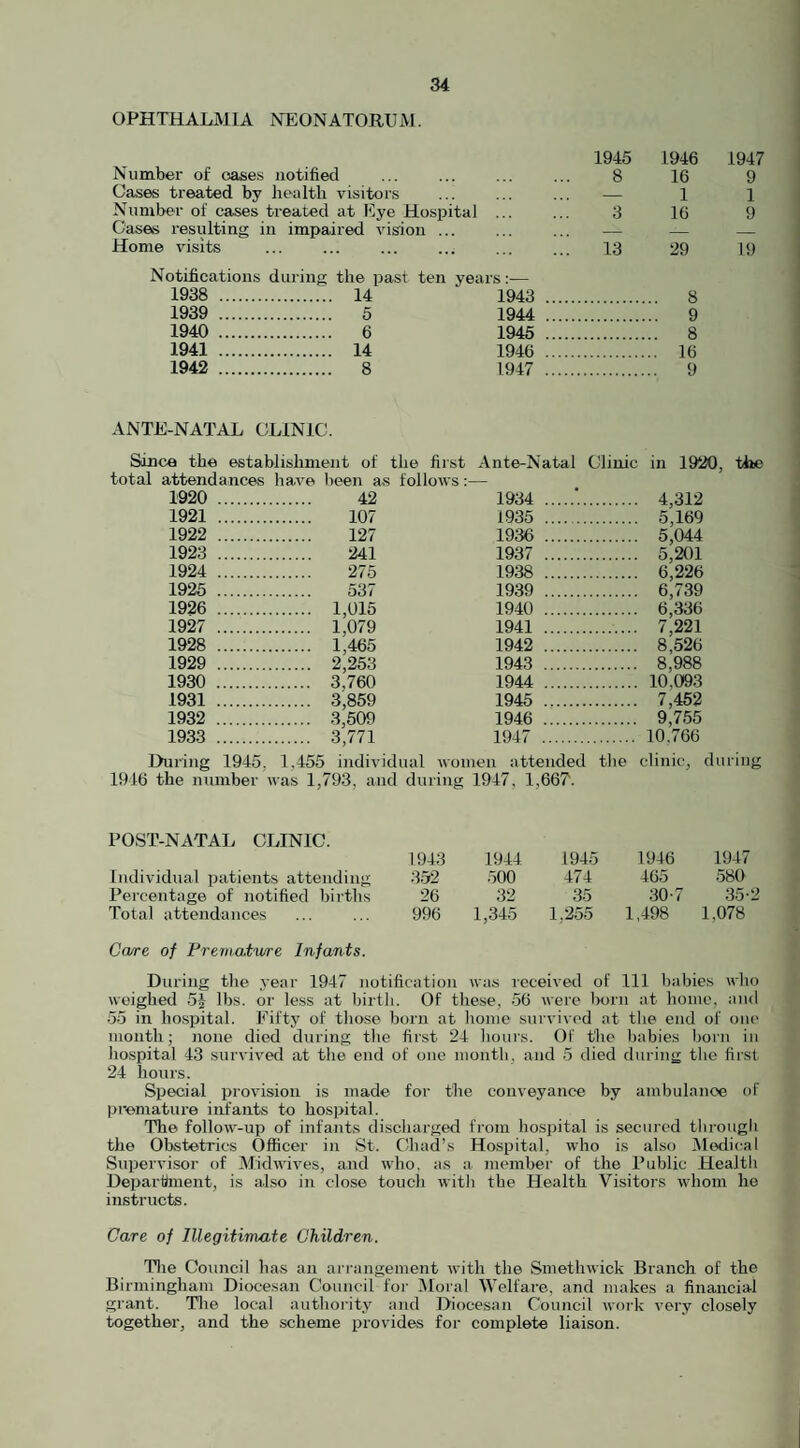 34
OPHTHALMIA NEONATORUM.
1945 1946 1947
Number of cases notified ... ... ... ... 8 16 9
Cases treated by health visitors ... ... ... — 1 1
Number of cases treated at Eye Hospital ... ... 3 16 9
Cases resulting in impaired vision ... ... ... — — —
Home visits ... ... ... ... ... ... 13 29 19
Notifications during the past ten years:—
1938 ................... 14 1943 ................... 8
1939 ................... 5 1944 ................... 9
1940 ................... 6 1945 ................... 8
1941 ................... 14 1946 ................... 16
1942 ................... 8 1947 ................... 9
ANTE-NATAL CLINIC.
Since the establishment of the first Ante-Natal Clinic in 1920, the
total attendances have been as follows:—
1920 ................ 42 1934 ................ 4,312
1921 ................ 107 1935 ................ 5,169
1922 ................ 127 1936 ................ 5,044
1923 ................ 241 1937 ................ 5,201
1924 ................ 275 1938 ................ 6,226
1925 ................ 537 1939 ................ 6,739
1926 ................ 1,015 1940 ................ 6,336
1927 ................ 1,079 1941 ................ 7,221
1928 ................ 1,465 1942 ................ 8,526
1929 ................ 2,253 1943 ................ 8,988
1930 ................ 3,760 1944 ................ 10,093
1931 ................ 3,859 1945 ................ 7,452
1932 ................ 3,509 1946 ................ 9,755
1933 ................ 3,771 1947 ................ 10,766
During 1945, 1,455 individual women attended the clinic, during
1946 the number was 1,793, and during 1947, 1,667.
POST-NATAL CLINIC.
1943 1944 1945 1946 1947
Individual patients attending 352 500 474 465 580
Percentage of notified births 26 32 35 30·7 35·2
Total attendances ... ... 996 1,345 1,255 1,498 1,078
Care of Premature Infants.
During the year 1947 notification was received of 111 babies who
weighed 5½ lbs. or less at birth. Of these, 56 were born at home, and
55 in hospital. Fifty of those born at home survived at the end of one
month; none died during the first 24 hours. Of the babies born in
hospital 43 survived at the end of one month, and 5 died during the first
24 hours.
Special provision is made for the conveyance by ambulance of
premature infants to hospital.
The follow-up of infants discharged from hospital is secured through
the Obstetrics Officer in St. Chad's Hospital, who is also Medical
Supervisor of Midwives, and who, as a member of the Public Health
Department, is also in close touch with the Health Visitors whom he
instructs.
Care of Illegitimate Children.
The Council has an arrangement with the Smethwick Branch of the
Birmingham Diocesan Council for Moral Welfare, and makes a financial
grant. The local authority and Diocesan Council work very closely
together, and the scheme provides for complete liaison.